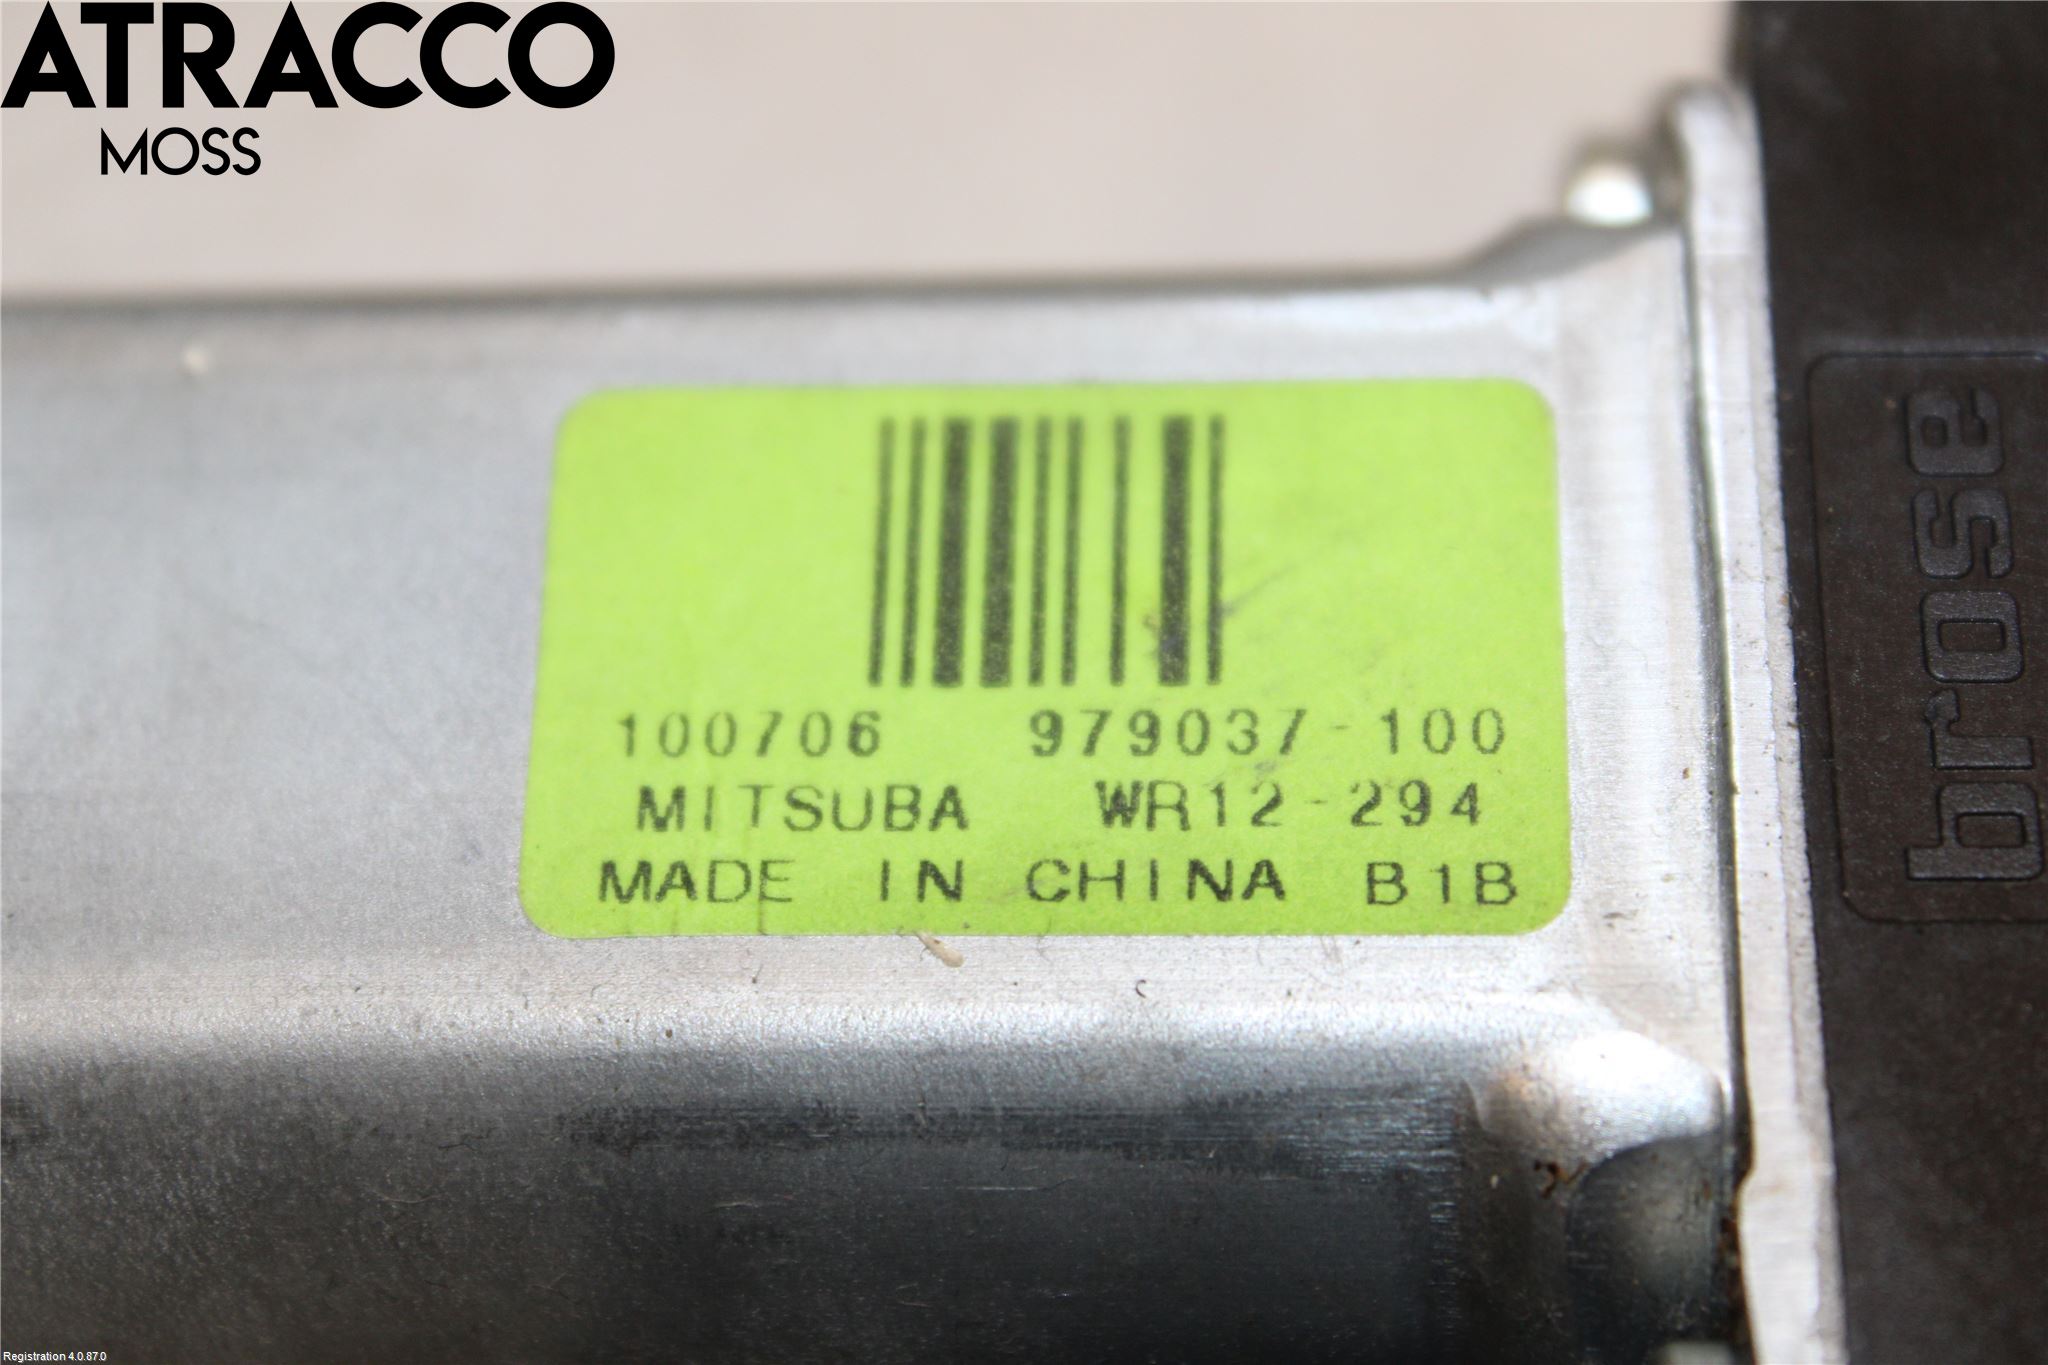 ATRACCO
MOSS
100706 979037-100
MITSUBA WR12-294
MADE IN CHINA B1B
brose
Registration 4.0.87.0